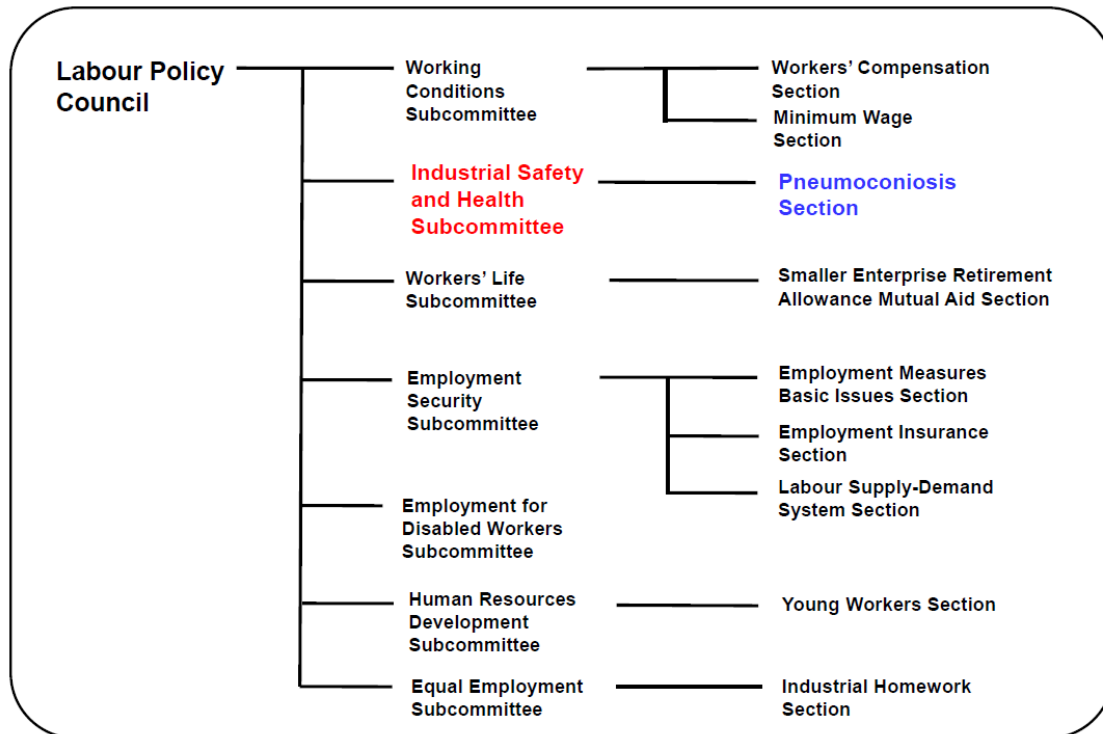 Labour Policy
Council
Working
Conditions
Subcommittee
Workers' Compensation
Section
Minimum Wage
Section
Industrial Safety
and Health
Subcommittee
Pneumoconiosis
Section
Workers' Life
Subcommittee
Smaller Enterprise Retirement
Allowance Mutual Aid Section
Employment
Security
Subcommittee
Employment Measures
Basic Issues Section
Employment Insurance
Section
Labour Supply-Demand
System Section
Employment for
Disabled Workers
Subcommittee
Human Resources
Development
Subcommittee
Young Workers Section
Equal Employment
Subcommittee
Industrial Homework
Section